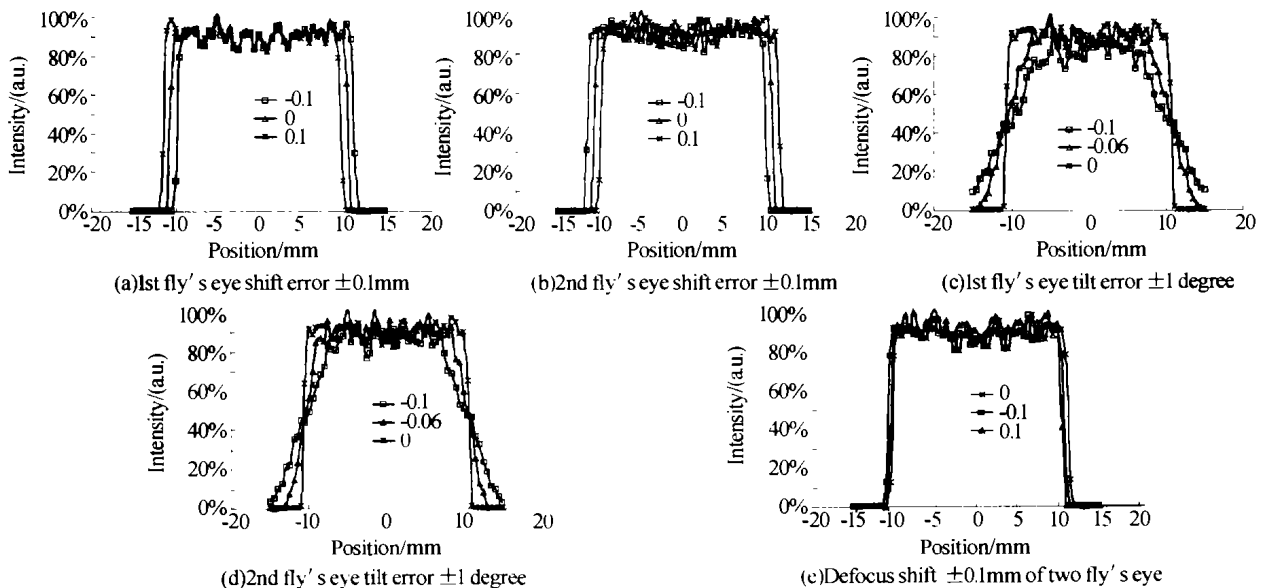 100%
80%
60%
40%
20%
0%
Intensity/(a.u.)
-0.1
0
0.1
-20 -10 0 10 20
Position/mm
(a)1st fly's eye shift error ±0.1mm
100%
80%
60%
40%
20%
0%
Intensity/(a.u.)
-0.1
0
0.1
-20 -15 -10 -5 0 5 10 15 20
Position/mm
(b)2nd fly's eye shift error ±0.1mm
100%
80%
60%
40%
20%
0%
Intensity/(a.u.)
-0.1
-0.06
0
-20 -10 0 10 20
Position/mm
(c)1st fly's eye tilt error ±1 degree
100%
80%
60%
40%
20%
0%
Intensity/(a.u.)
-0.1
-0.06
0
-20 -10 0 10 20
Position/mm
(d)2nd fly's eye tilt error ±1 degree
100%
80%
60%
40%
20%
0%
Intensity/(a.u.)
0
-0.1
0.1
-20 -15 -10 -5 0 5 10 15 20
Position/mm
(e)Defocus shift ±0.1mm of two fly's eye